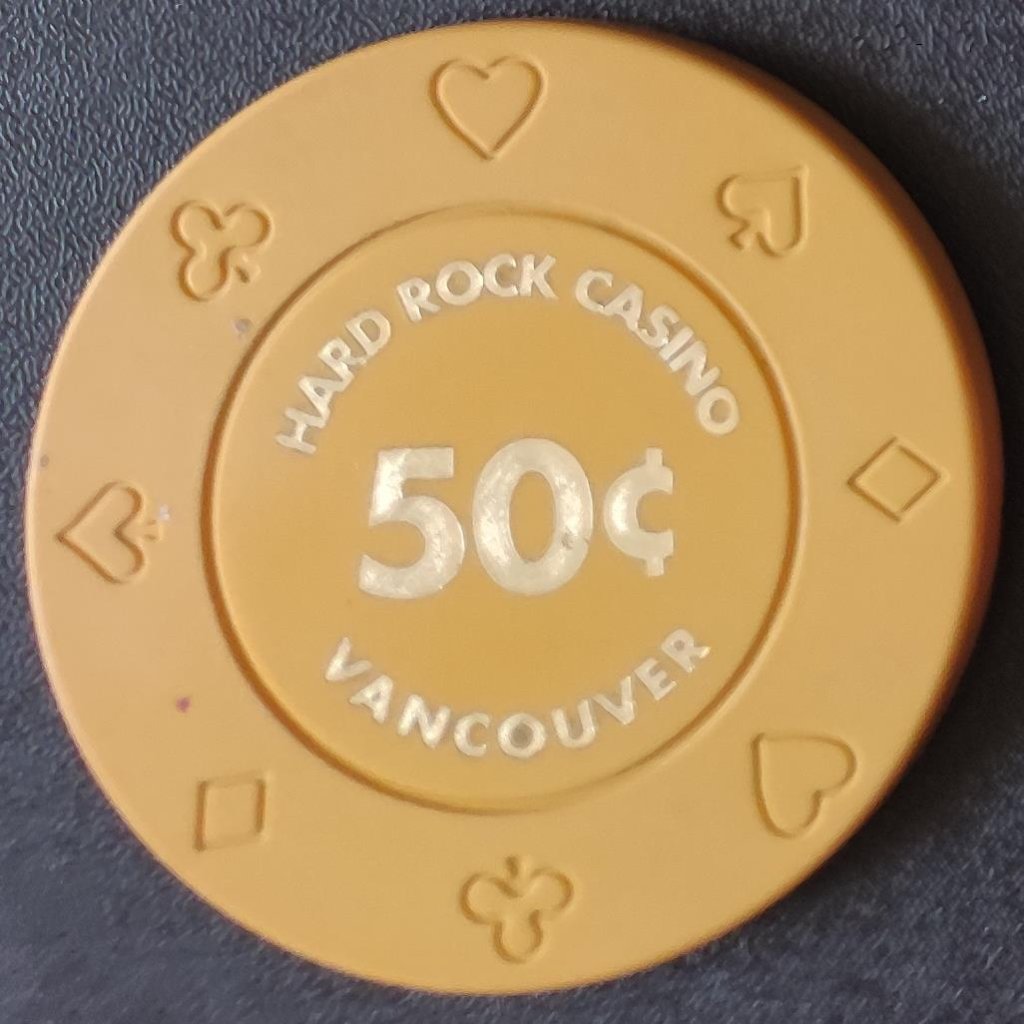 HARD ROCK CASINO
50¢
VANCOUVER